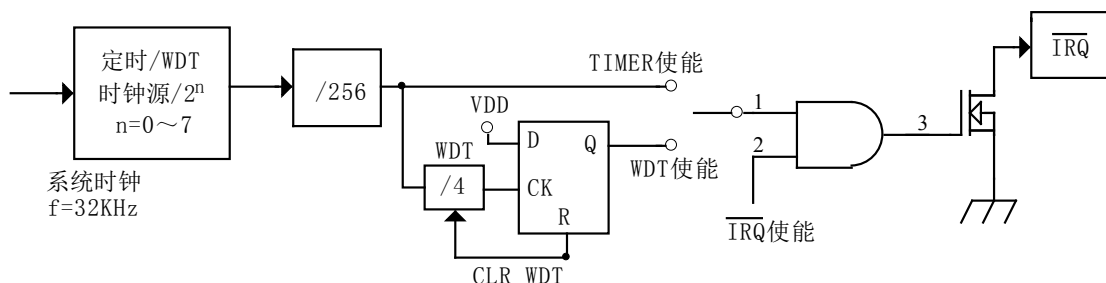 定时/WDT
时钟源/2ⁿ
n=0～7
系统时钟
f=32KHz
/256
TIMER使能
VDD
D
Q
WDT
/4
CK
R
CLR WDT
WDT使能
1
2
3
IRQ使能
IRQ